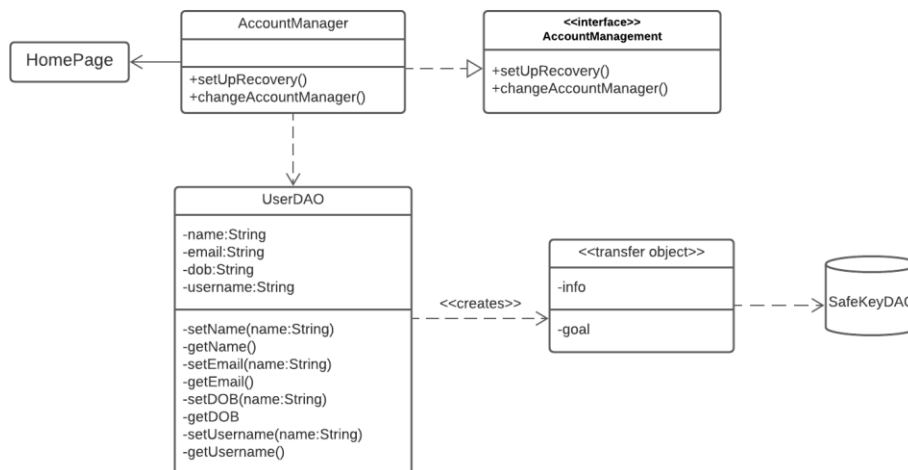 AccountManager
+setUpRecovery()
+changeAccountManager()
HomePage
<<interface>>
AccountManagement
+setUpRecovery()
+changeAccountManager()
UserDAO
-name:String
-email:String
-dob:String
-username:String
-setName(name:String)
-getName()
-setEmail(name:String)
-getEmail()
-setDOB(name:String)
-getDOB
-setUsername(name:String)
-getUsername()
<<creates>>
<<transfer object>>
-info
-goal
SafeKeyDAO